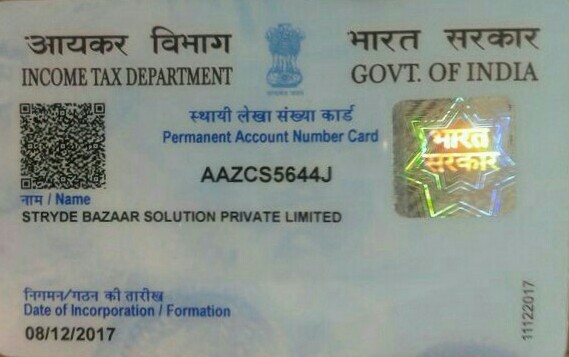 आयकर विभाग
INCOME TAX DEPARTMENT
भारत सरकार
GOVT. OF INDIA
स्थायी लेखा संख्या कार्ड
Permanent Account Number Card
AAZCS5644J
भारत
सरकार
नाम / Name
STRYDE BAZAAR SOLUTION PRIVATE LIMITED
निगमन/गठन की तारीख
Date of Incorporation / Formation
08/12/2017
11122017